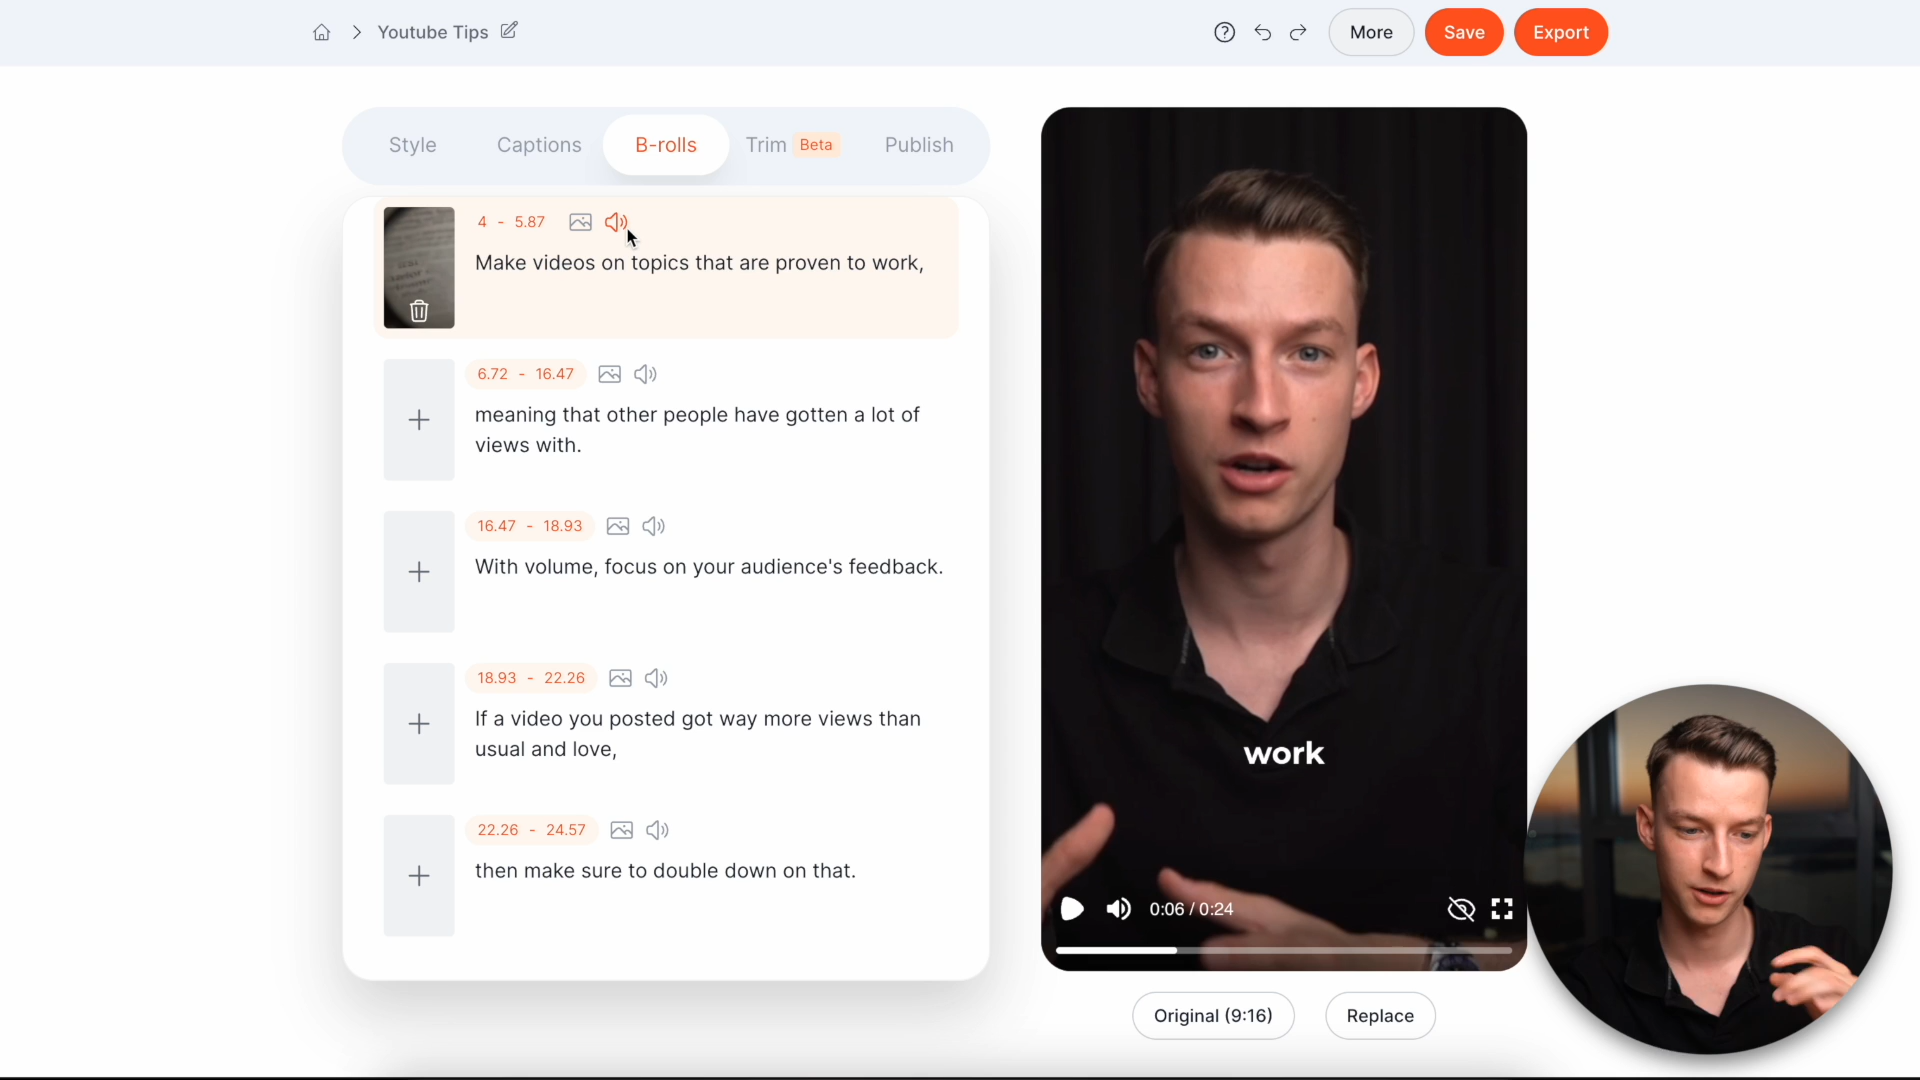 Youtube Tips
More
Save
Export
Style
Captions
B-rolls
Trim
Beta
Publish
4 - 5.87
Make videos on topics that are proven to work,
6.72 - 16.47
meaning that other people have gotten a lot of
views with.
16.47 - 18.93
With volume, focus on your audience's feedback.
18.93 - 22.26
If a video you posted got way more views than
usual and love,
22.26 - 24.57
then make sure to double down on that.
work
0:06 / 0:24
Original (9:16)
Replace